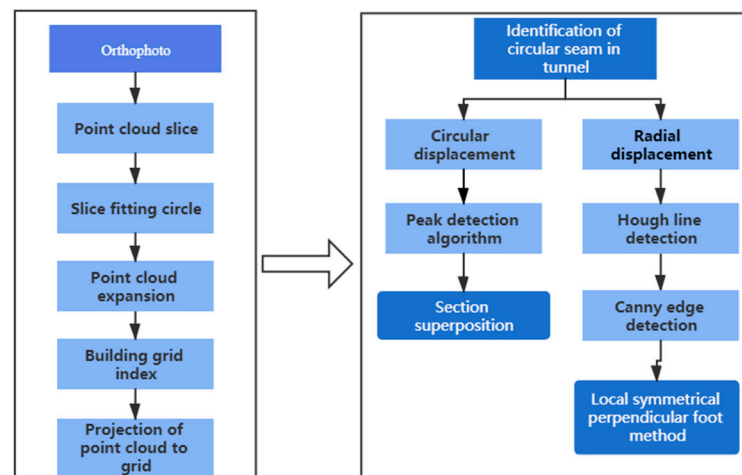 Orthophoto
Point cloud slice
Slice fitting circle
Point cloud
expansion
Building grid
index
Projection of
point cloud to
grid
Identification of
circular seam in
tunnel
Circular
displacement
Peak detection
algorithm
Section
superposition
Radial
displacement
Hough line
detection
Canny edge
detection
Local symmetrical
perpendicular foot
method